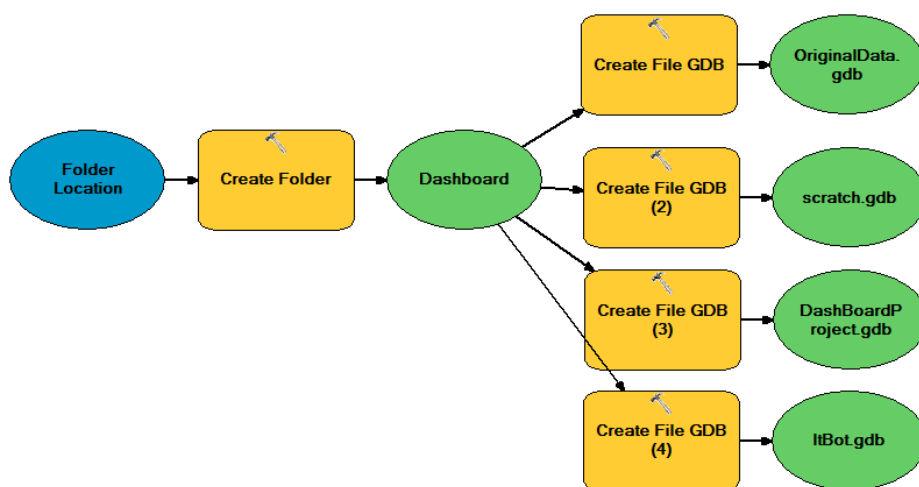 Create File GDB
OriginalData.
gdb
Folder
Location
Create Folder
Dashboard
Create File GDB
(2)
scratch.gdb
Create File GDB
(3)
DashBoardP
roject.gdb
Create File GDB
(4)
ItBot.gdb